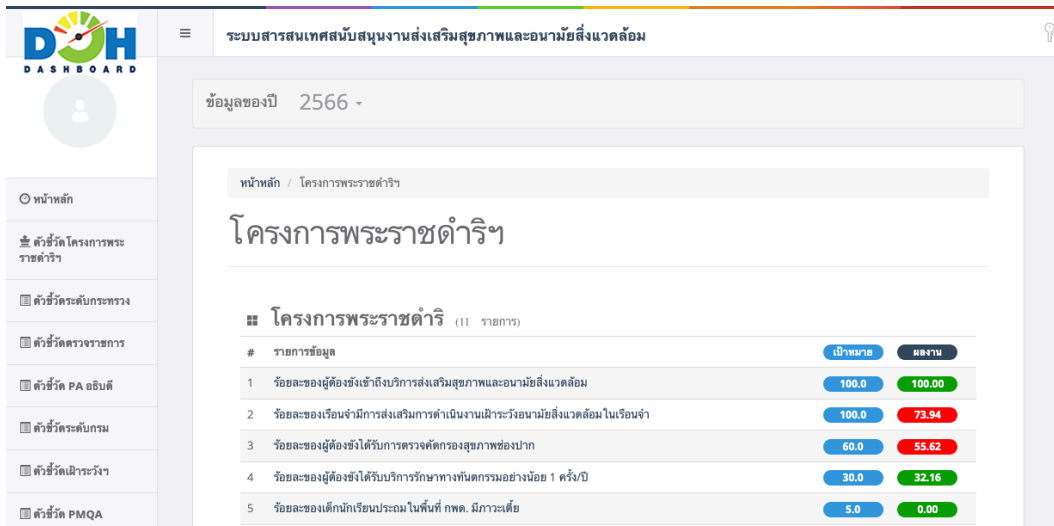 DOH
DASHBOARD
ระบบสารสนเทศสนับสนุนงานส่งเสริมสุขภาพและอนามัยสิ่งแวดล้อม
ข้อมูลของปี 2566
หน้าหลัก
ตัวชี้วัดโครงการพระ
ราชดำริฯ
ตัวชี้วัดระดับกระทรวง
ตัวชี้วัดตรวจราชการ
ตัวชี้วัด PA อธิบดี
ตัวชี้วัดระดับกรม
ตัวชี้วัดเฝ้าระวังฯ
ตัวชี้วัด PMQA
หน้าหลัก / โครงการพระราชดำริฯ
โครงการพระราชดำริฯ
โครงการพระราชดำริ (11 รายการ)
# รายการข้อมูล เป้าหมาย ผลงาน
1 ร้อยละของผู้ต้องขังเข้าถึงบริการส่งเสริมสุขภาพและอนามัยสิ่งแวดล้อม 100.0 100.00
2 ร้อยละของเรือนจำมีการส่งเสริมการดำเนินงานเฝ้าระวังอนามัยสิ่งแวดล้อมในเรือนจำ 100.0 73.94
3 ร้อยละของผู้ต้องขังได้รับการตรวจคัดกรองสุขภาพช่องปาก 60.0 55.62
4 ร้อยละของผู้ต้องขังได้รับบริการรักษาทางทันตกรรมอย่างน้อย 1 ครั้ง/ปี 30.0 32.16
5 ร้อยละของเด็กนักเรียนประถมในพื้นที่ กพด. มีภาวะเตี้ย 5.0 0.00